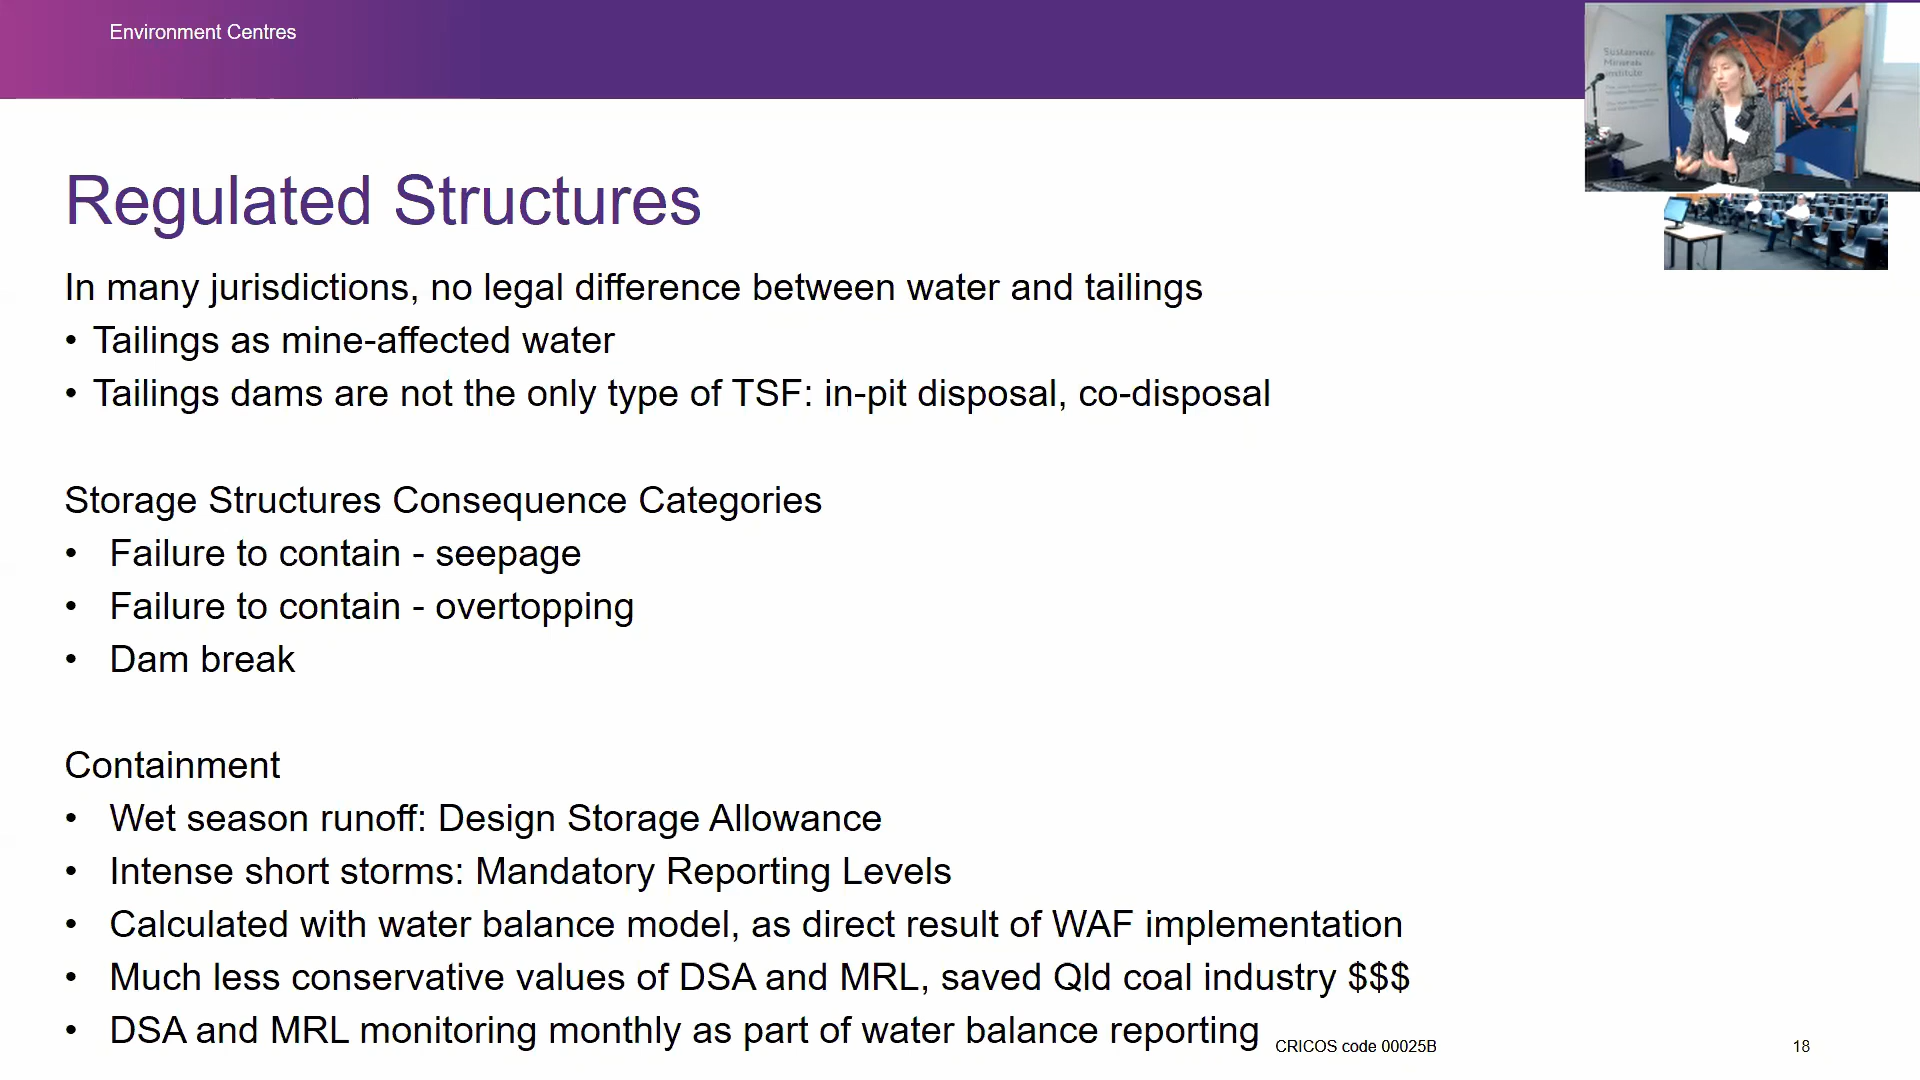 Environment Centres
Sustainable
Minerals
Institute
Regulated Structures
In many jurisdictions, no legal difference between water and tailings
• Tailings as mine-affected water
• Tailings dams are not the only type of TSF: in-pit disposal, co-disposal
Storage Structures Consequence Categories
• Failure to contain - seepage
• Failure to contain - overtopping
• Dam break
Containment
• Wet season runoff: Design Storage Allowance
• Intense short storms: Mandatory Reporting Levels
• Calculated with water balance model, as direct result of WAF implementation
• Much less conservative values of DSA and MRL, saved Qld coal industry $$$
• DSA and MRL monitoring monthly as part of water balance reporting
CRICOS code 00025B
18